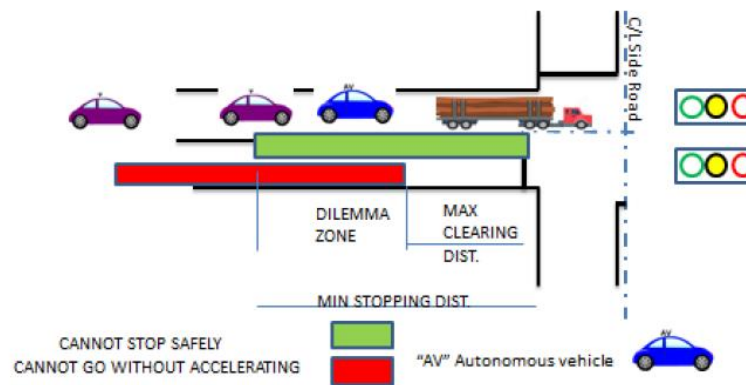 C/L Side Road
Y
Y
AV
DILEMMA
ZONE
MAX
CLEARING
DIST.
MIN STOPPING DIST.
CANNOT STOP SAFELY
CANNOT GO WITHOUT ACCELERATING
"AV" Autonomous vehicle
AV